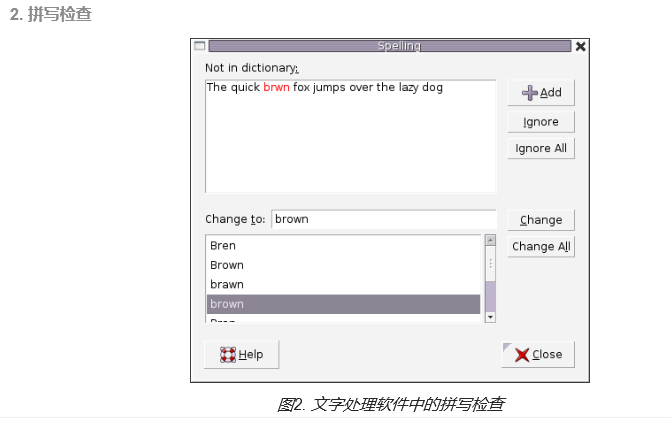 2. 拼写检查
Spelling
Not in dictionary:
The quick brwn fox jumps over the lazy dog
Add
Ignore
Ignore All
Change to: brown
Change
Change All
Bren
Brown
brawn
brown
Help
Close
图2. 文字处理软件中的拼写检查